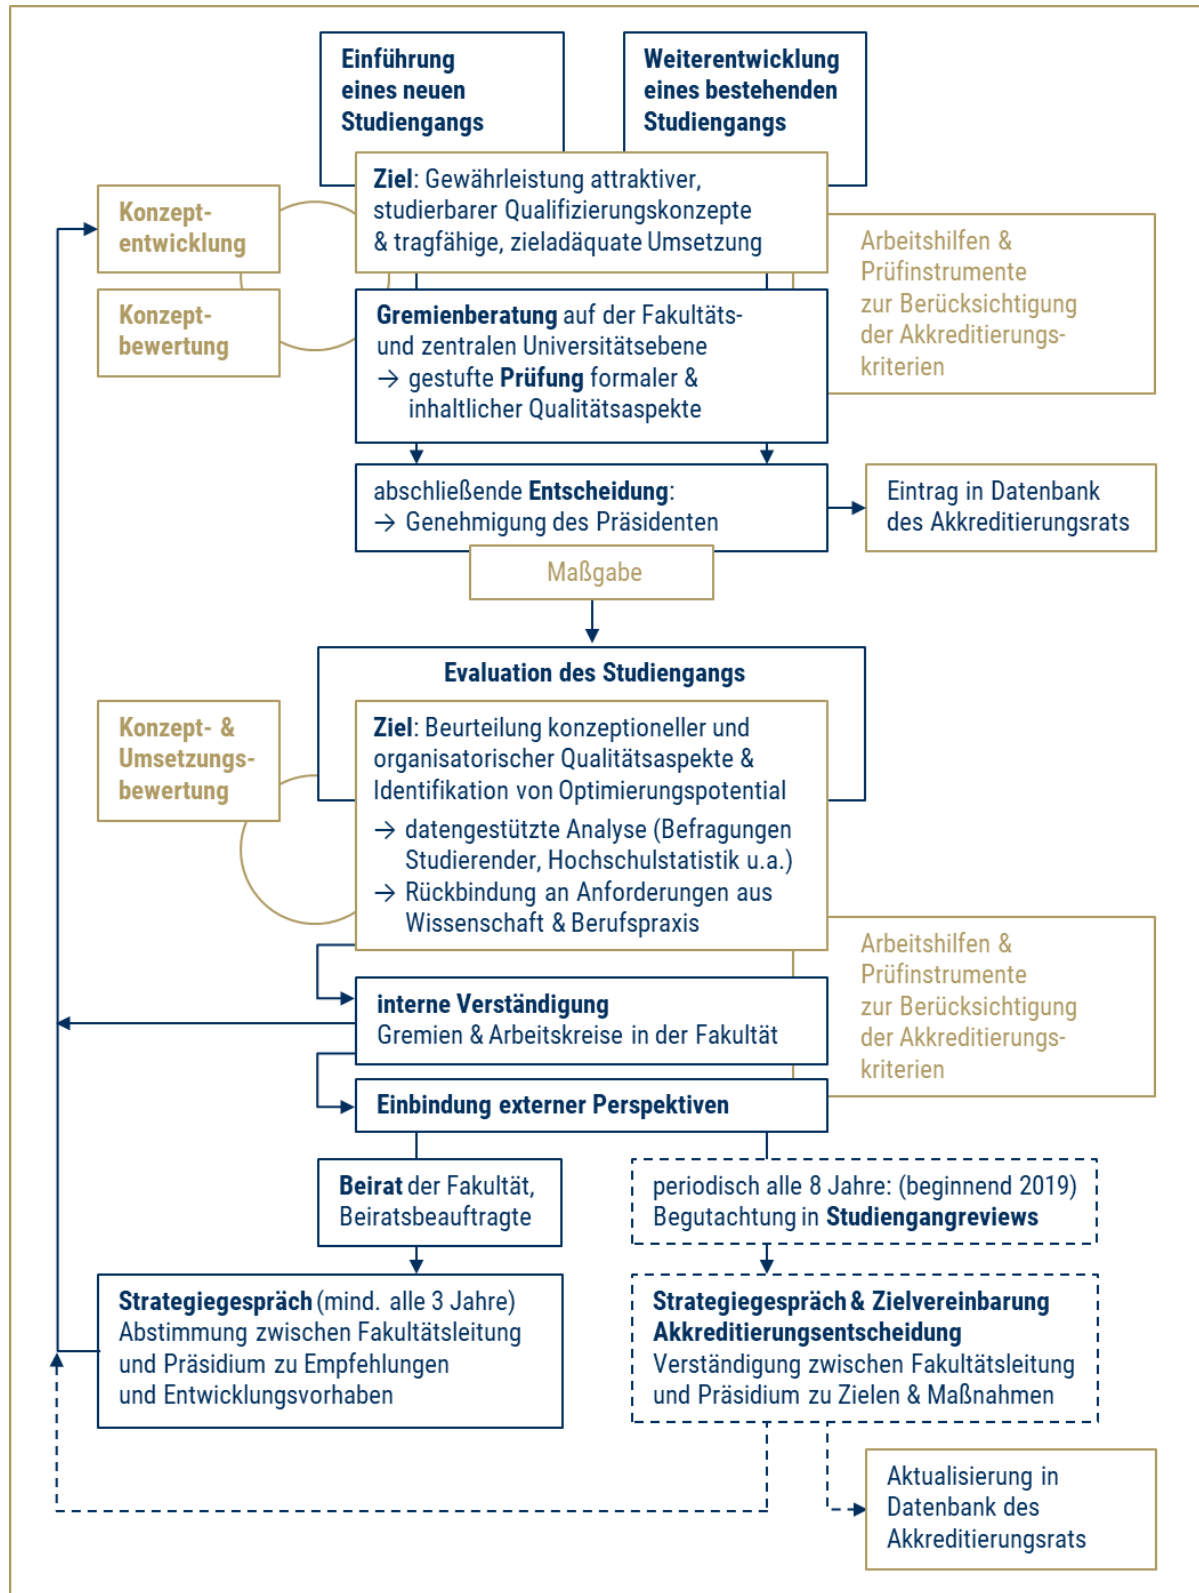 Einführung
eines neuen
Studiengangs
Weiterentwicklung
eines bestehenden
Studiengangs
Ziel: Gewährleistung attraktiver,
studierbarer Qualifizierungskonzepte
& tragfähige, zieladäquate Umsetzung
Konzept-
entwicklung
Konzept-
bewertung
Arbeitshilfen &
Prüfinstrumente
zur Berücksichtigung
der Akkreditierungs-
kriterien
Gremienberatung auf der Fakultäts-
und zentralen Universitätsebene
→ gestufte Prüfung formaler &
inhaltlicher Qualitätsaspekte
abschließende Entscheidung:
→ Genehmigung des Präsidenten
Eintrag in Datenbank
des Akkreditierungsrats
Maßgabe
Evaluation des Studiengangs
Konzept- &
Umsetzungs-
bewertung
Ziel: Beurteilung konzeptioneller und
organisatorischer Qualitätsaspekte &
Identifikation von Optimierungspotential
→ datengestützte Analyse (Befragungen
Studierender, Hochschulstatistik u.a.)
→ Rückbindung an Anforderungen aus
Wissenschaft & Berufspraxis
Arbeitshilfen &
Prüfinstrumente
zur Berücksichtigung
der Akkreditierungs-
kriterien
interne Verständigung
Gremien & Arbeitskreise in der Fakultät
Einbindung externer Perspektiven
Beirat der Fakultät,
Beiratsbeauftragte
periodisch alle 8 Jahre: (beginnend 2019)
Begutachtung in Studiengangreviews
Strategiegespräch (mind. alle 3 Jahre)
Abstimmung zwischen Fakultätsleitung
und Präsidium zu Empfehlungen
und Entwicklungsvorhaben
Strategiegespräch & Zielvereinbarung
Akkreditierungsentscheidung
Verständigung zwischen Fakultätsleitung
und Präsidium zu Zielen & Maßnahmen
Aktualisierung in
Datenbank des
Akkreditierungsrats